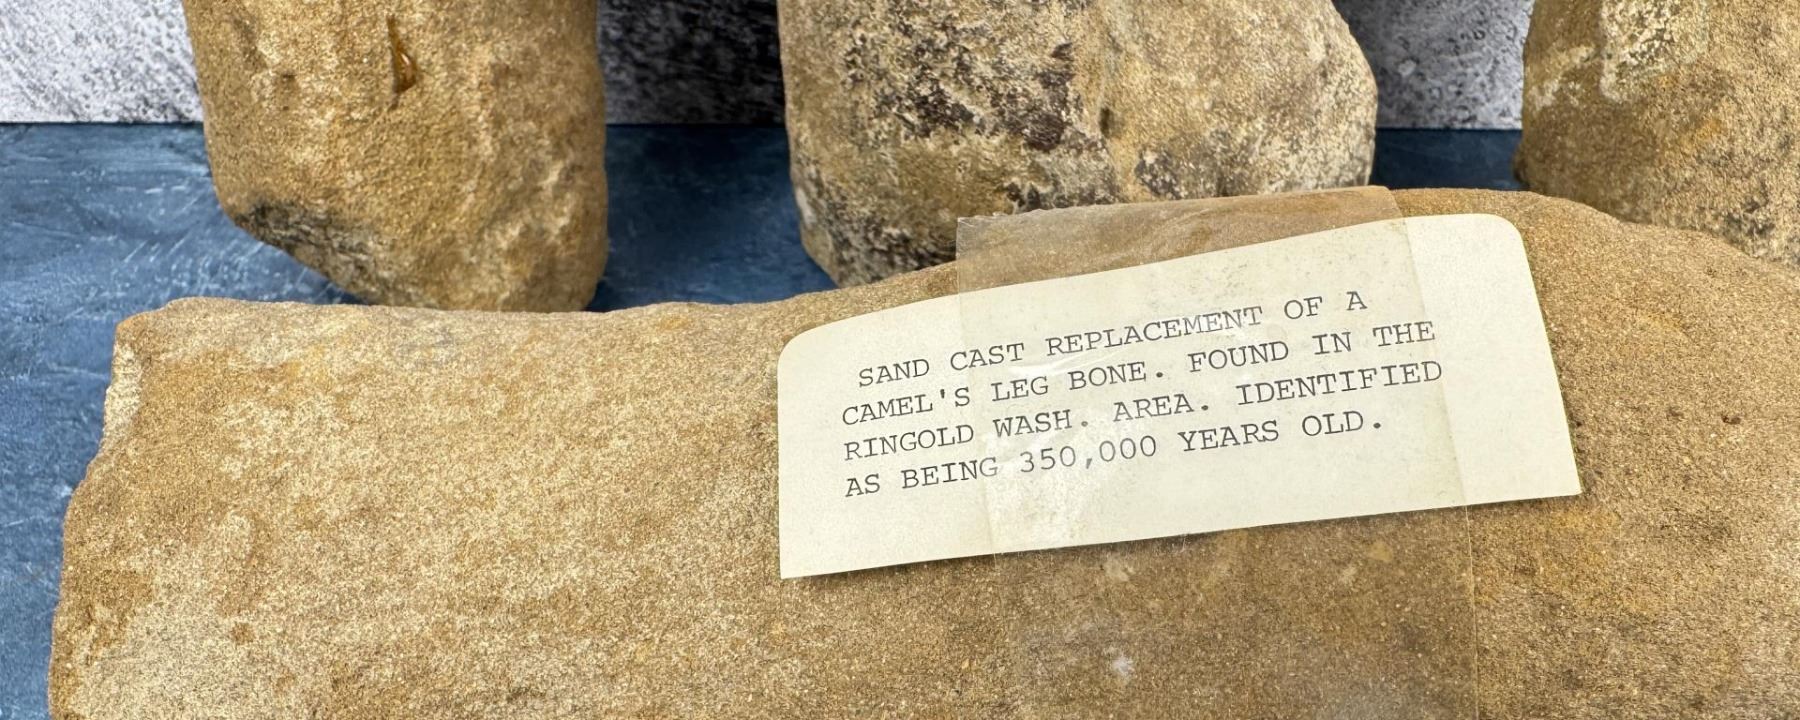 SAND CAST REPLACEMENT OF A
CAMEL'S LEG BONE. FOUND IN THE
RINGOLD WASH. AREA. IDENTIFIED
AS BEING 350,000 YEARS OLD.